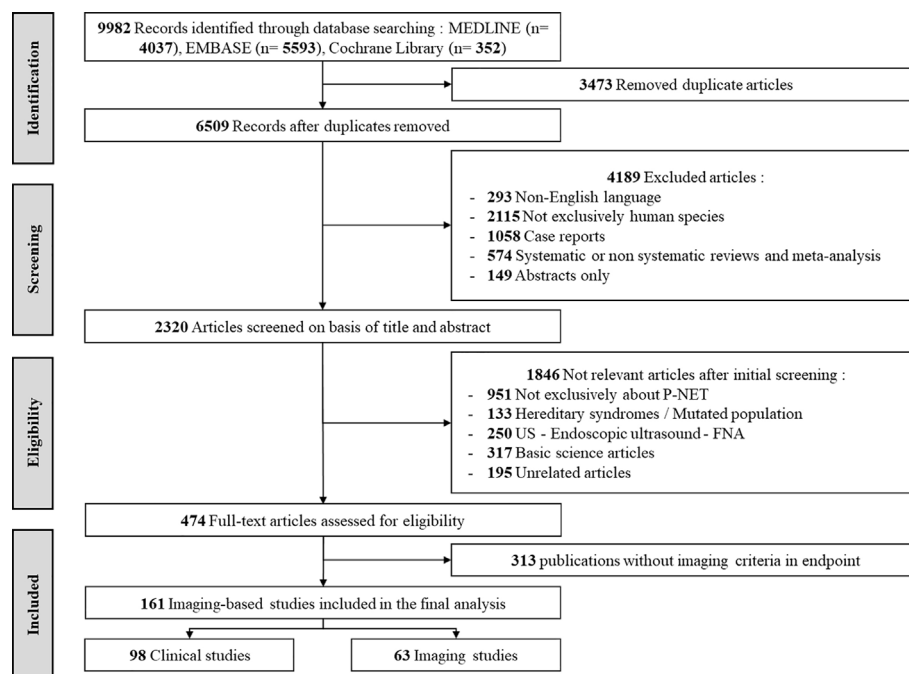 Identification
9982 Records identified through database searching : MEDLINE (n=
4037), EMBASE (n= 5593), Cochrane Library (n= 352)
3473 Removed duplicate articles
6509 Records after duplicates removed
Screening
4189 Excluded articles :
- 293 Non-English language
- 2115 Not exclusively human species
- 1058 Case reports
- 574 Systematic or non systematic reviews and meta-analysis
- 149 Abstracts only
2320 Articles screened on basis of title and abstract
Eligibility
1846 Not relevant articles after initial screening :
- 951 Not exclusively about P-NET
- 133 Hereditary syndromes / Mutated population
- 250 US - Endoscopic ultrasound - FNA
- 317 Basic science articles
- 195 Unrelated articles
474 Full-text articles assessed for eligibility
Included
313 publications without imaging criteria in endpoint
161 Imaging-based studies included in the final analysis
98 Clinical studies
63 Imaging studies